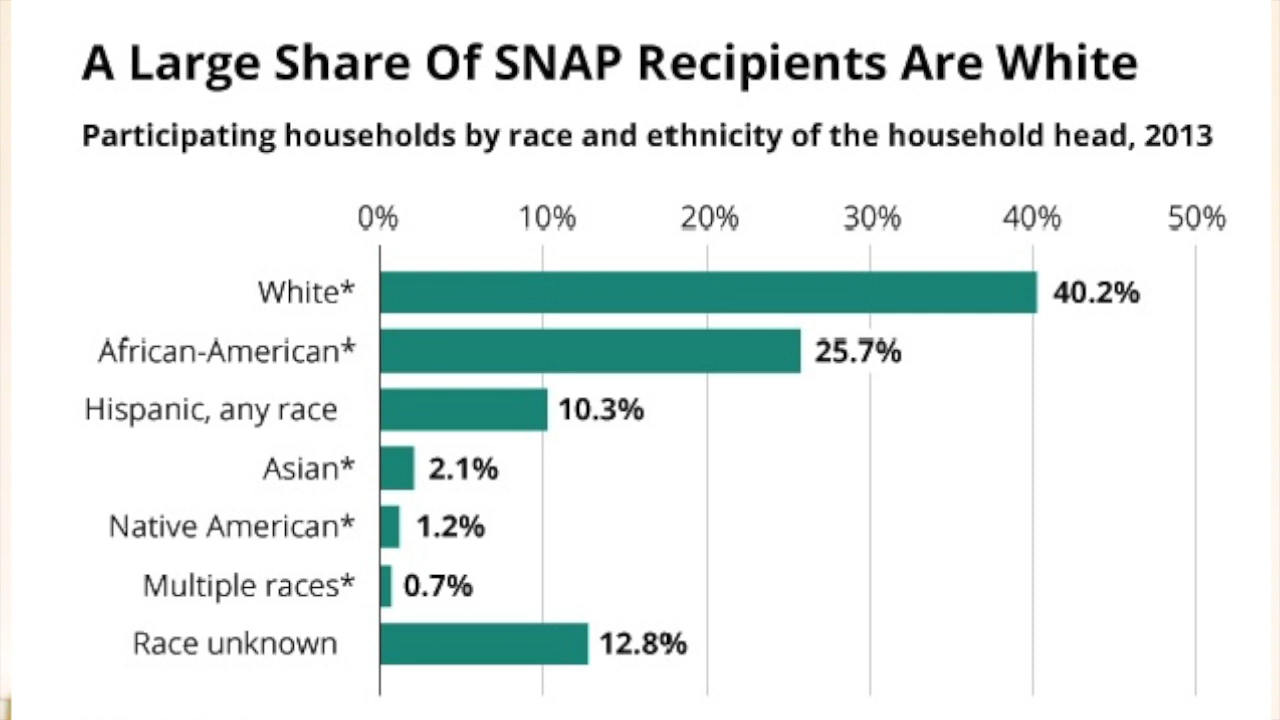 A Large Share Of SNAP Recipients Are White
Participating households by race and ethnicity of the household head, 2013
0% 10% 20% 30% 40% 50%
White* 40.2%
African-American* 25.7%
Hispanic, any race 10.3%
Asian* 2.1%
Native American* 1.2%
Multiple races* 0.7%
Race unknown 12.8%